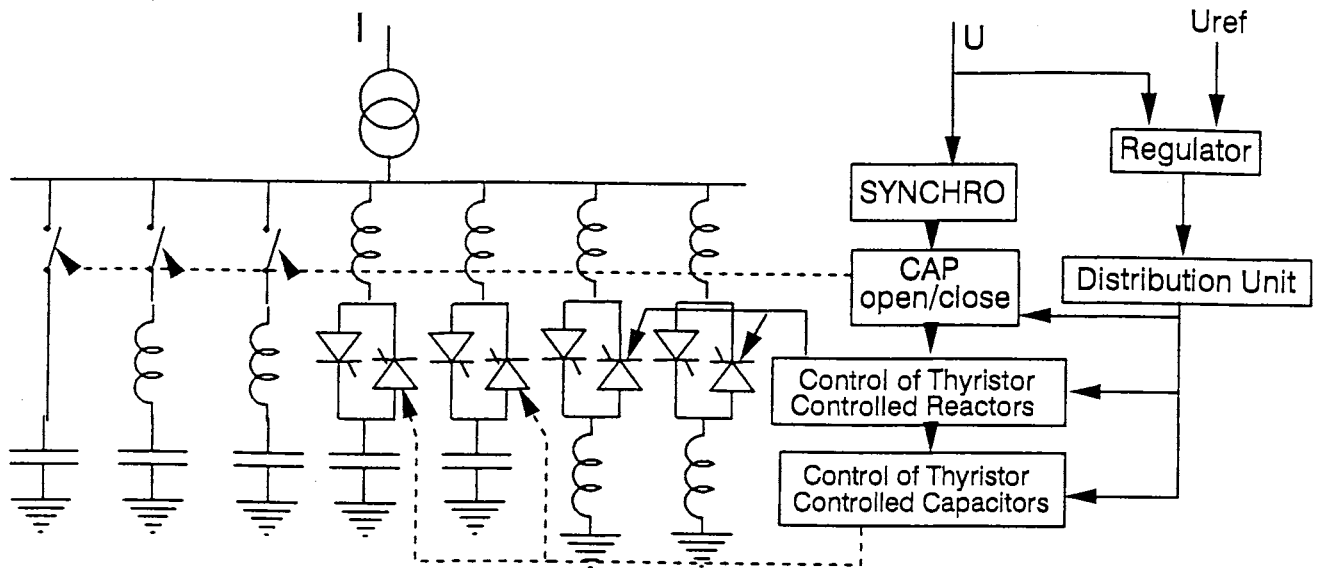 I
U
Uref
Regulator
SYNCHRO
CAP
open/close
Distribution Unit
Control of Thyristor
Controlled Reactors
Control of Thyristor
Controlled Capacitors